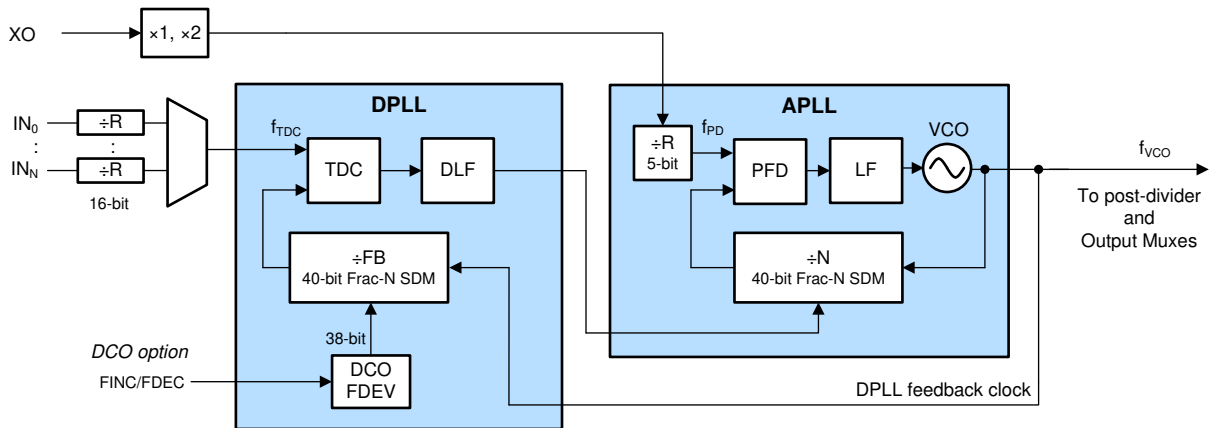 XO
×1, ×2
DPLL
APLL
IN0
÷R
:
:
INN
÷R
16-bit
fTDC
TDC
DLF
÷FB
40-bit Frac-N SDM
38-bit
DCO option
FINC/FDEC
DCO
FDEV
÷R
5-bit
fPD
PFD
LF
VCO
÷N
40-bit Frac-N SDM
fVCO
To post-divider
and
Output Muxes
DPLL feedback clock